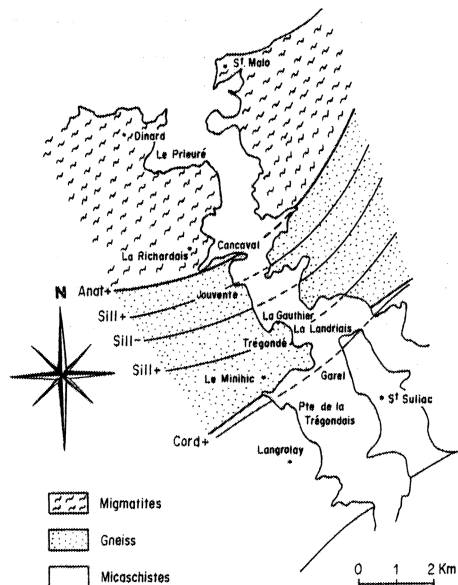 St Malo
Dinard
Le Prieuré
La Richardais
Cancaval
Anat+
Jouvente
N
Sill+
La Gauthier
La Landriais
Sill-
Trégondé
Sill+
Le Minihic
Garel
St Suliac
Pte de la
Trégondais
Cord+
Langrolay
Migmatites
Gneiss
Micaschistes
0 1 2 Km